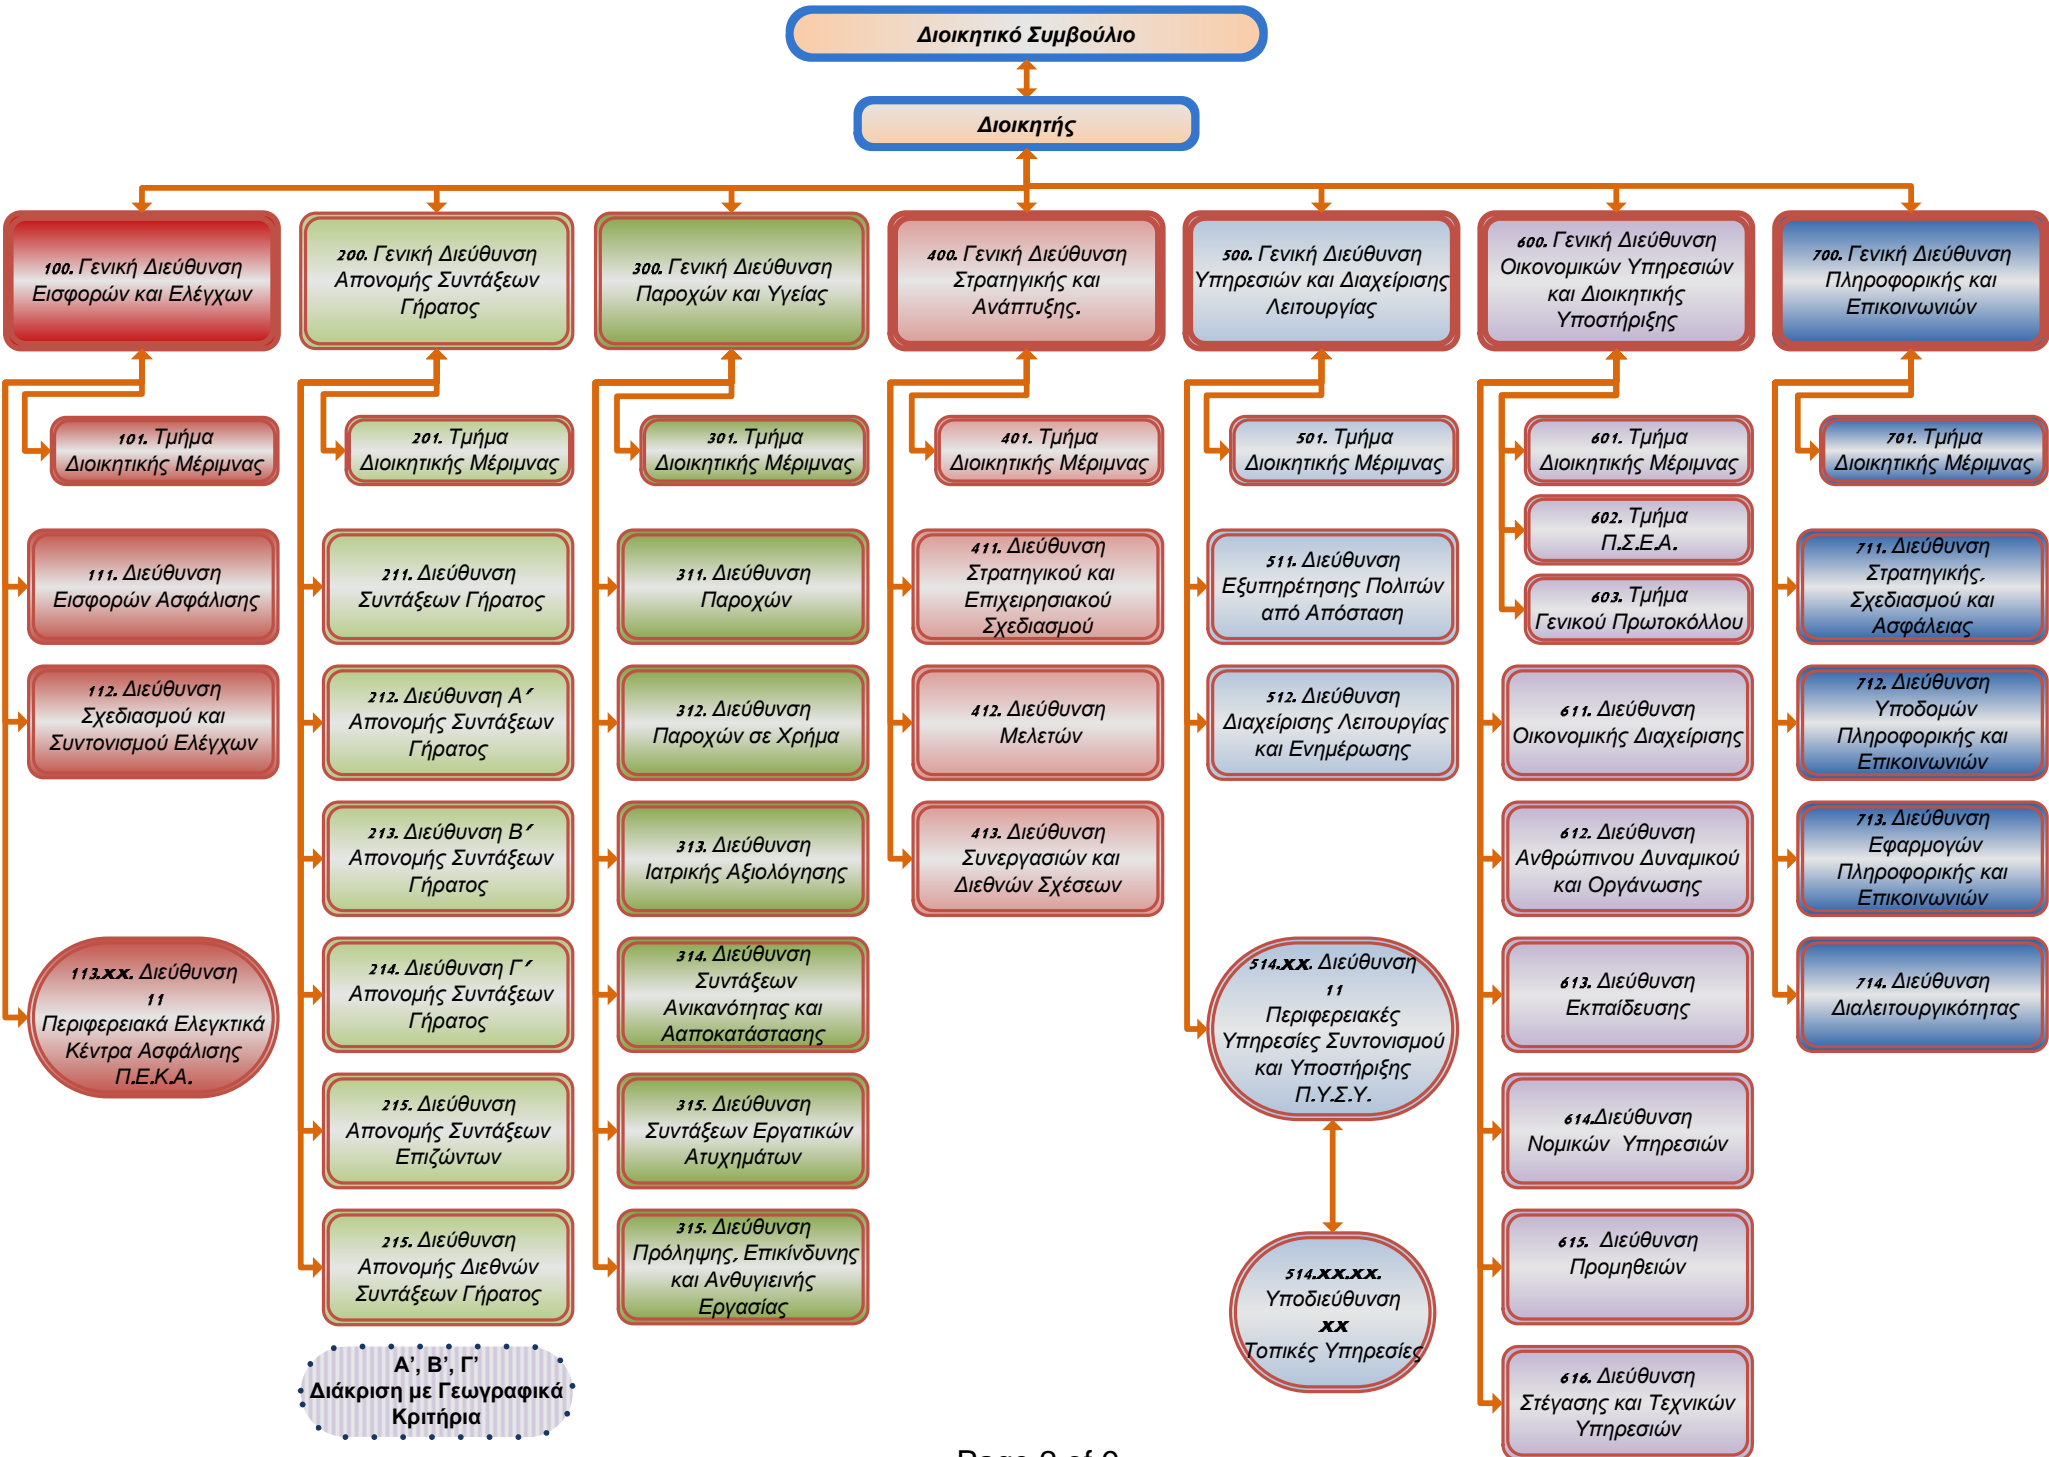 Διοικητικό Συμβούλιο
Διοικητής
100. Γενική Διεύθυνση
Εισφορών και Ελέγχων
200. Γενική Διεύθυνση
Απονομής Συντάξεων
Γήρατος
300. Γενική Διεύθυνση
Παροχών και Υγείας
400. Γενική Διεύθυνση
Στρατηγικής και
Ανάπτυξης.
500. Γενική Διεύθυνση
Υπηρεσιών και Διαχείρισης
Λειτουργίας
600. Γενική Διεύθυνση
Οικονομικών Υπηρεσιών
και Διοικητικής
Υποστήριξης
700. Γενική Διεύθυνση
Πληροφορικής και
Επικοινωνιών
101. Τμήμα
Διοικητικής Μέριμνας
111. Διεύθυνση
Εισφορών Ασφάλισης
112. Διεύθυνση
Σχεδιασμού και
Συντονισμού Ελέγχων
113.XX. Διεύθυνση
11
Περιφερειακά Ελεγκτικά
Κέντρα Ασφάλισης
Π.Ε.Κ.Α.
201. Τμήμα
Διοικητικής Μέριμνας
211. Διεύθυνση
Συντάξεων Γήρατος
212. Διεύθυνση Α΄
Απονομής Συντάξεων
Γήρατος
213. Διεύθυνση Β΄
Απονομής Συντάξεων
Γήρατος
214. Διεύθυνση Γ΄
Απονομής Συντάξεων
Γήρατος
215. Διεύθυνση
Απονομής Συντάξεων
Επιζώντων
215. Διεύθυνση
Απονομής Διεθνών
Συντάξεων Γήρατος
Α’, Β’, Γ’
Διάκριση με Γεωγραφικά
Κριτήρια
301. Τμήμα
Διοικητικής Μέριμνας
311. Διεύθυνση
Παροχών
312. Διεύθυνση
Παροχών σε Χρήμα
313. Διεύθυνση
Ιατρικής Αξιολόγησης
314. Διεύθυνση
Συντάξεων
Ανικανότητας και
Ααποκατάστασης
315. Διεύθυνση
Συντάξεων Εργατικών
Ατυχημάτων
315. Διεύθυνση
Πρόληψης, Επικίνδυνης
και Ανθυγιεινής
Εργασίας
401. Τμήμα
Διοικητικής Μέριμνας
411. Διεύθυνση
Στρατηγικού και
Επιχειρησιακού
Σχεδιασμού
412. Διεύθυνση
Μελετών
413. Διεύθυνση
Συνεργασιών και
Διεθνών Σχέσεων
501. Τμήμα
Διοικητικής Μέριμνας
511. Διεύθυνση
Εξυπηρέτησης Πολιτών
από Απόσταση
512. Διεύθυνση
Διαχείρισης Λειτουργίας
και Ενημέρωσης
514.XX. Διεύθυνση
11
Περιφερειακές
Υπηρεσίες Συντονισμού
και Υποστήριξης
Π.Υ.Σ.Υ.
514.XX.XX.
Υποδιεύθυνση
XX
Τοπικές Υπηρεσίες
601. Τμήμα
Διοικητικής Μέριμνας
602. Τμήμα
Π.Σ.Ε.Α.
603. Τμήμα
Γενικού Πρωτοκόλλου
611. Διεύθυνση
Οικονομικής Διαχείρισης
612. Διεύθυνση
Ανθρώπινου Δυναμικού
και Οργάνωσης
613. Διεύθυνση
Εκπαίδευσης
614.Διεύθυνση
Νομικών Υπηρεσιών
615. Διεύθυνση
Προμηθειών
616. Διεύθυνση
Στέγασης και Τεχνικών
Υπηρεσιών
701. Τμήμα
Διοικητικής Μέριμνας
711. Διεύθυνση
Στρατηγικής,
Σχεδιασμού και
Ασφάλειας
712. Διεύθυνση
Υποδομών
Πληροφορικής και
Επικοινωνιών
713. Διεύθυνση
Εφαρμογών
Πληροφορικής και
Επικοινωνιών
714. Διεύθυνση
Διαλειτουργικότητας